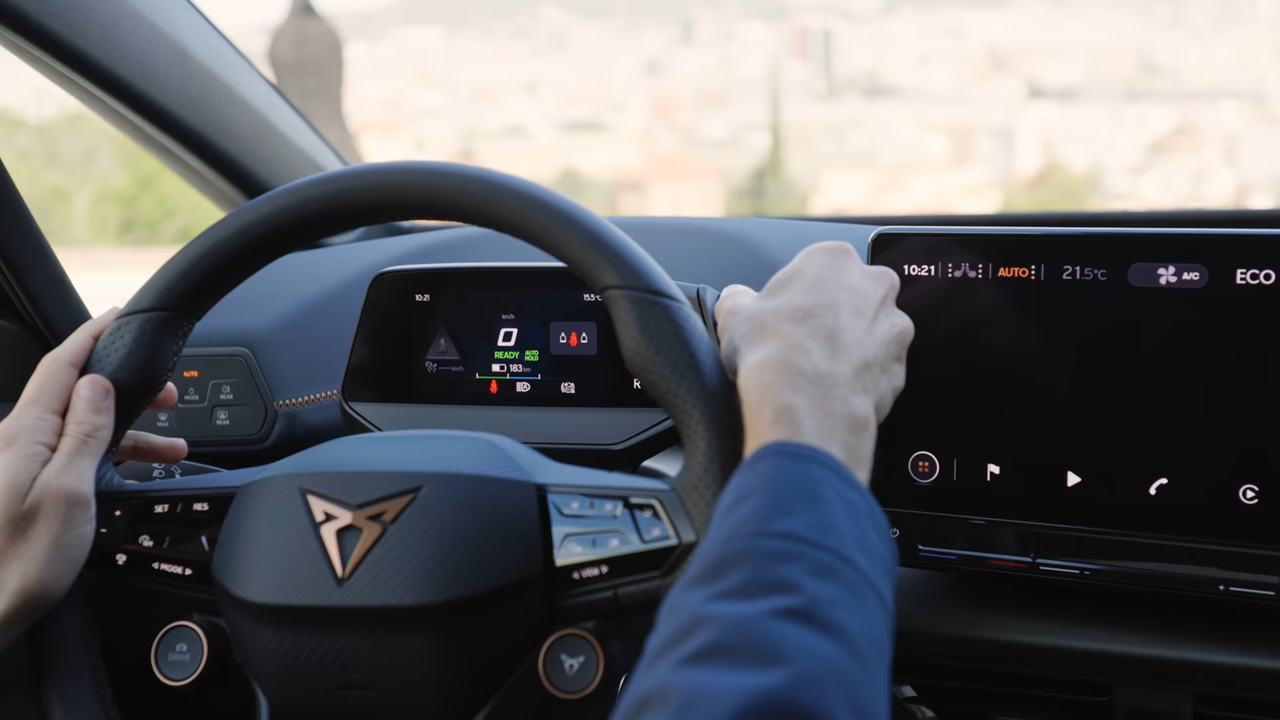 10:21
15.5°C
km/h
0
READY
AUTO HOLD
---km/h
183 km
R
AUTO
MODE
REAR
MAX
REAR
SET
RES
MODE
VIEW
DRIVE
10:21
AUTO
21.5°C
A/C
ECO